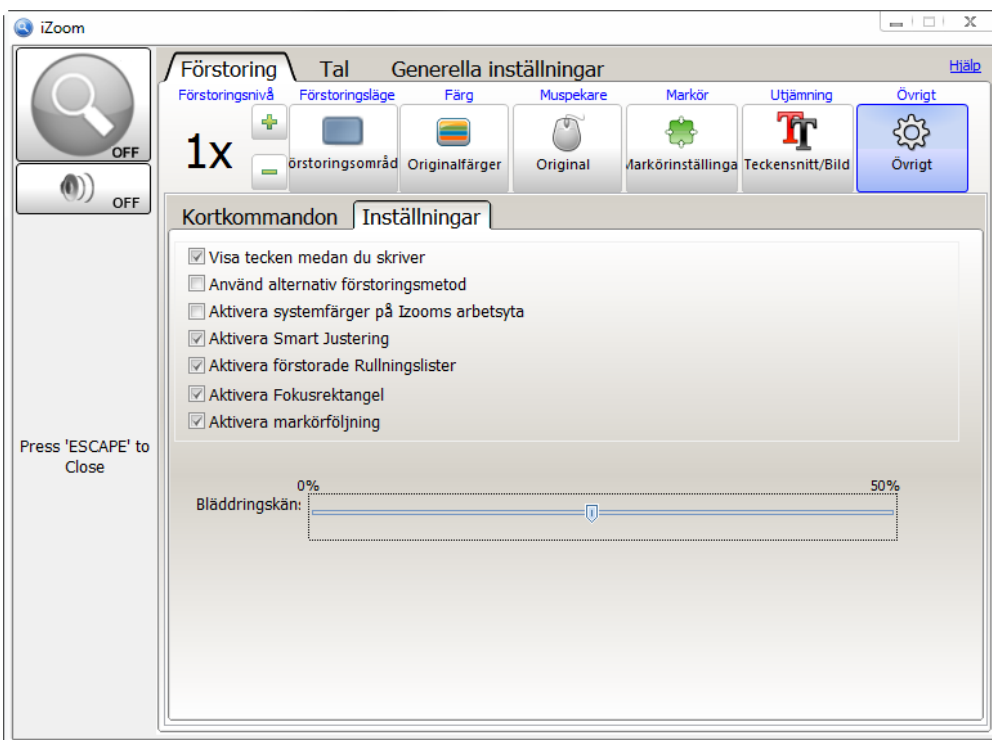 iZoom
OFF
OFF
Press 'ESCAPE' to
Close
Förstoring Tal Generella inställningar Hjälp
Förstoringsnivå Förstoringsläge Färg Muspekare Markör Utjämning Övrigt
1x örstoringsområd Originalfärger Original Markörinställinga Teckensnitt/Bild Övrigt
Kortkommandon Inställningar
Visa tecken medan du skriver
Använd alternativ förstoringsmetod
Aktivera systemfärger på Izooms arbetsyta
Aktivera Smart Justering
Aktivera förstorade Rullningslister
Aktivera Fokusrektangel
Aktivera markörföljning
0% 50%
Bläddringskän: